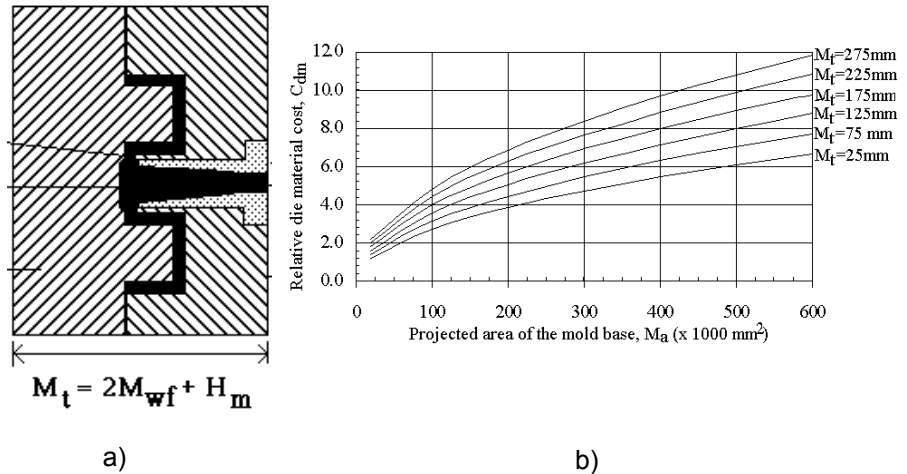 M_t = 2M_wf + H_m
a)
Relative die material cost, C_dm
12.0
10.0
8.0
6.0
4.0
2.0
0.0
0
100
200
300
400
500
600
Projected area of the mold base, M_a (x 1000 mm²)
M_t=275mm
M_t=225mm
M_t=175mm
M_t=125mm
M_t=75 mm
M_t=25mm
b)